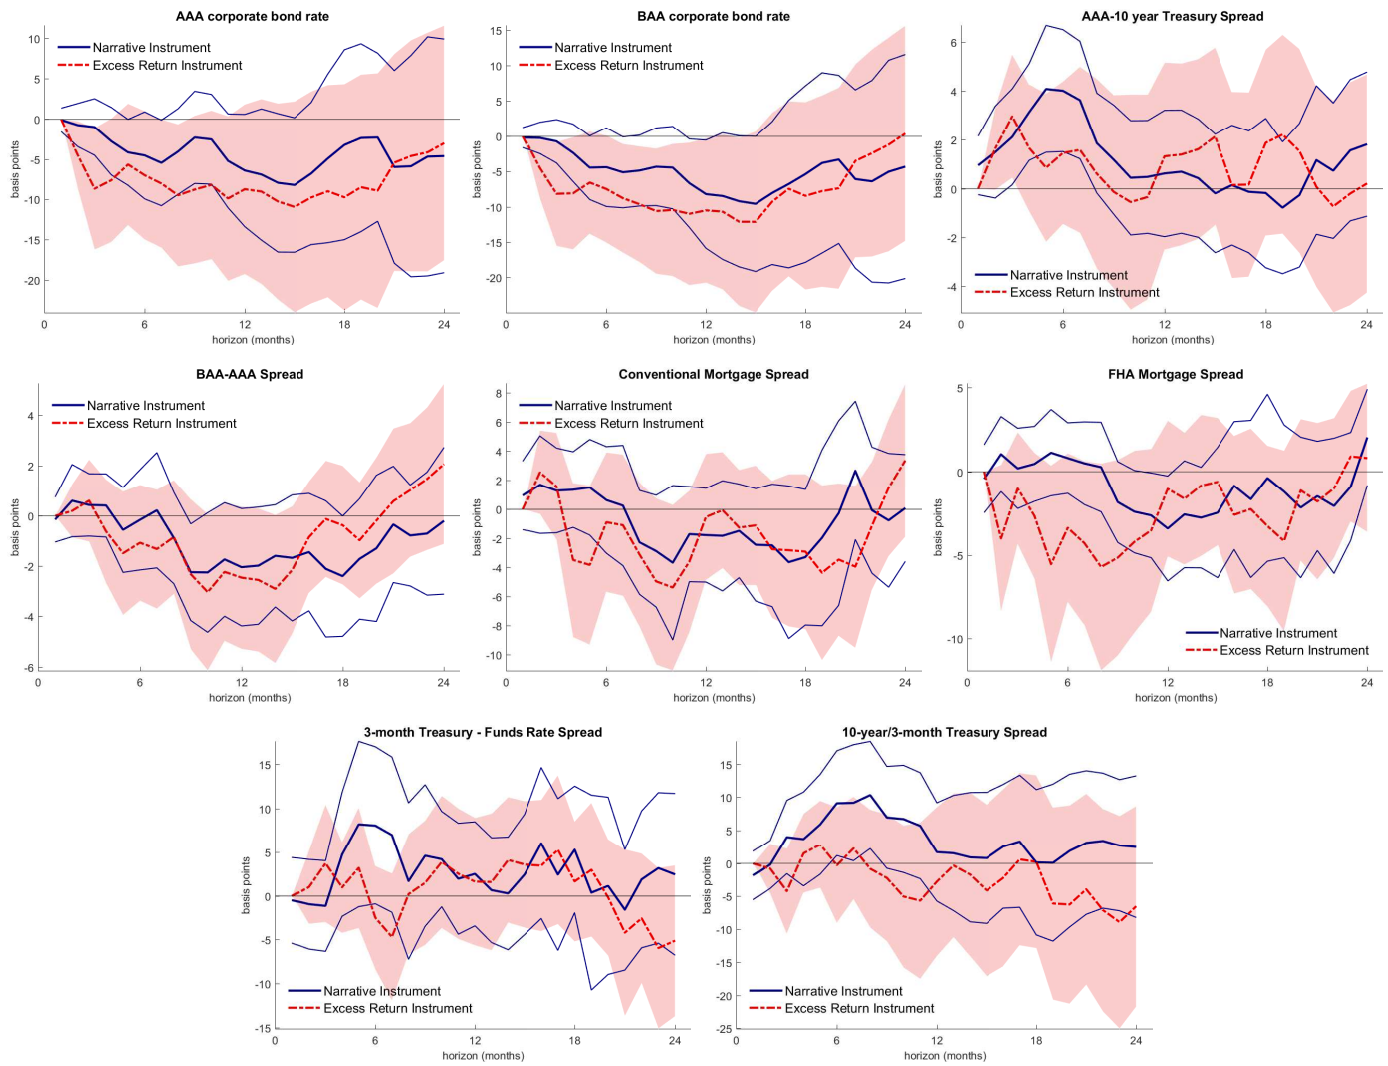 AAA corporate bond rate
Narrative Instrument
Excess Return Instrument
10
5
0
-5
-10
-15
-20
basis points
0 6 12 18 24
horizon (months)
BAA corporate bond rate
Narrative Instrument
Excess Return Instrument
15
10
5
0
-5
-10
-15
-20
basis points
0 6 12 18 24
horizon (months)
AAA-10 year Treasury Spread
6
4
2
0
-2
-4
basis points
Narrative Instrument
Excess Return Instrument
0 6 12 18 24
horizon (months)
BAA-AAA Spread
Narrative Instrument
Excess Return Instrument
4
2
0
-2
-4
-6
basis points
0 6 12 18 24
horizon (months)
Conventional Mortgage Spread
Narrative Instrument
Excess Return Instrument
8
6
4
2
0
-2
-4
-6
-8
-10
basis points
0 6 12 18 24
horizon (months)
FHA Mortgage Spread
5
0
-5
-10
basis points
Narrative Instrument
Excess Return Instrument
0 6 12 18 24
horizon (months)
3-month Treasury - Funds Rate Spread
15
10
5
0
-5
-10
-15
basis points
Narrative Instrument
Excess Return Instrument
0 6 12 18 24
horizon (months)
10-year/3-month Treasury Spread
15
10
5
0
-5
-10
-15
-20
-25
basis points
Narrative Instrument
Excess Return Instrument
0 6 12 18 24
horizon (months)